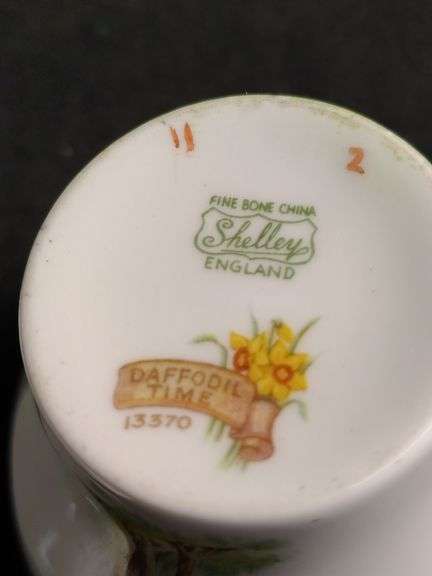 11
2
FINE BONE CHINA
Shelley
ENGLAND
DAFFODIL
TIME
13370